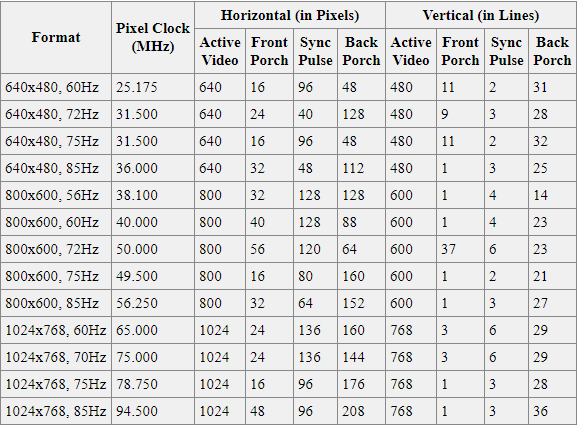 Format Pixel Clock (MHz) Horizontal (in Pixels) Vertical (in Lines)
Active Video Front Porch Sync Pulse Back Porch Active Video Front Porch Sync Pulse Back Porch
640x480, 60Hz 25.175 640 16 96 48 480 11 2 31
640x480, 72Hz 31.500 640 24 40 128 480 9 3 28
640x480, 75Hz 31.500 640 16 96 48 480 11 2 32
640x480, 85Hz 36.000 640 32 48 112 480 1 3 25
800x600, 56Hz 38.100 800 32 128 128 600 1 4 14
800x600, 60Hz 40.000 800 40 128 88 600 1 4 23
800x600, 72Hz 50.000 800 56 120 64 600 37 6 23
800x600, 75Hz 49.500 800 16 80 160 600 1 2 21
800x600, 85Hz 56.250 800 32 64 152 600 1 3 27
1024x768, 60Hz 65.000 1024 24 136 160 768 3 6 29
1024x768, 70Hz 75.000 1024 24 136 144 768 3 6 29
1024x768, 75Hz 78.750 1024 16 96 176 768 1 3 28
1024x768, 85Hz 94.500 1024 48 96 208 768 1 3 36